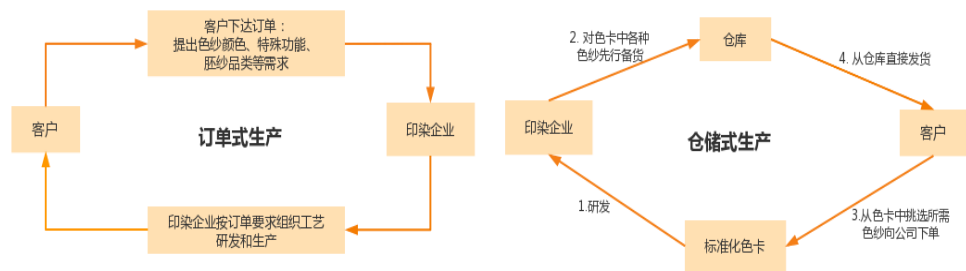 客户下达订单：
提出色纱颜色、特殊功能、
胚纱品类等需求
客户
订单式生产
印染企业
印染企业按订单要求组织工艺
研发和生产
仓库
2. 对色卡中各种
色纱先行备货
4. 从仓库直接发货
印染企业
仓储式生产
客户
1.研发
3.从色卡中挑选所需
色纱向公司下单
标准化色卡